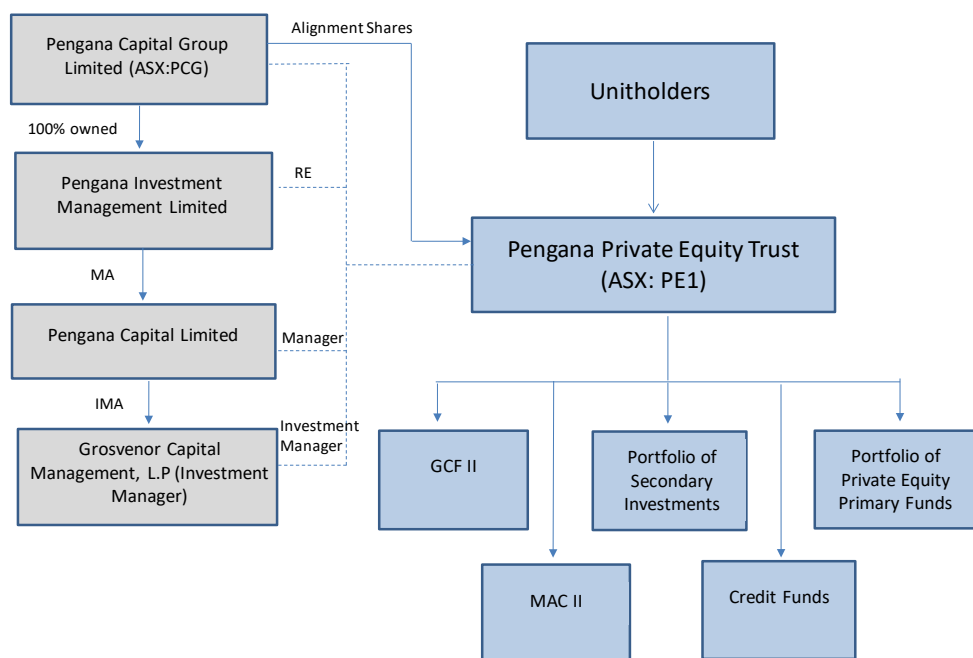 Pengana Capital Group
Limited (ASX:PCG)
Alignment Shares
Unitholders
100% owned
Pengana Investment
Management Limited
RE
Pengana Private Equity Trust
(ASX: PE1)
MA
Pengana Capital Limited
Manager
IMA
Investment
Manager
Grosvenor Capital
Management, L.P (Investment
Manager)
GCF II
Portfolio of
Secondary
Investments
Portfolio of
Private Equity
Primary Funds
MAC II
Credit Funds